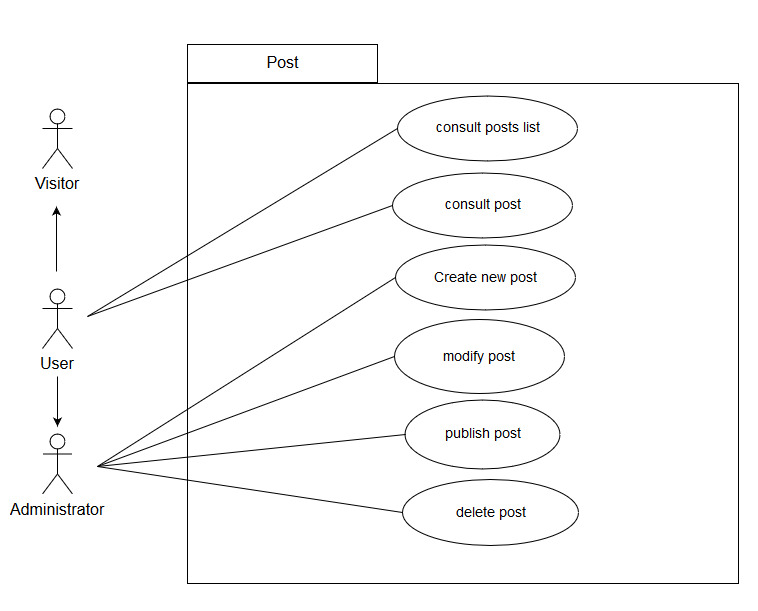 Post
consult posts list
Visitor
consult post
Create new post
User
modify post
publish post
Administrator
delete post